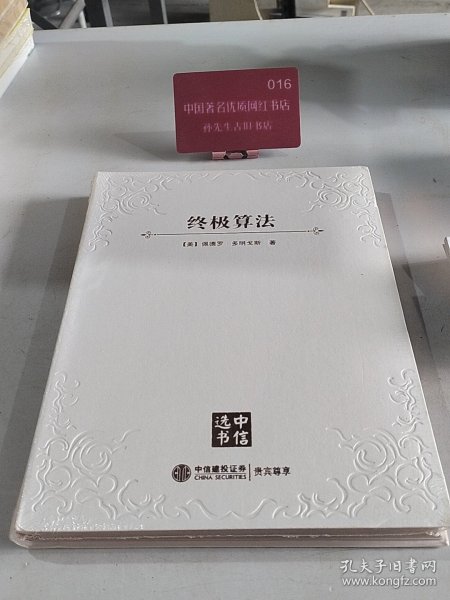 016
中国著名优质网红书店
孙先生古旧书店
终极算法
【美】佩德罗 多明戈斯 著
中信
选书
中信建投证券
CHINA SECURITIES
贵宾尊享
孔夫子旧书网
www.kongfz.com